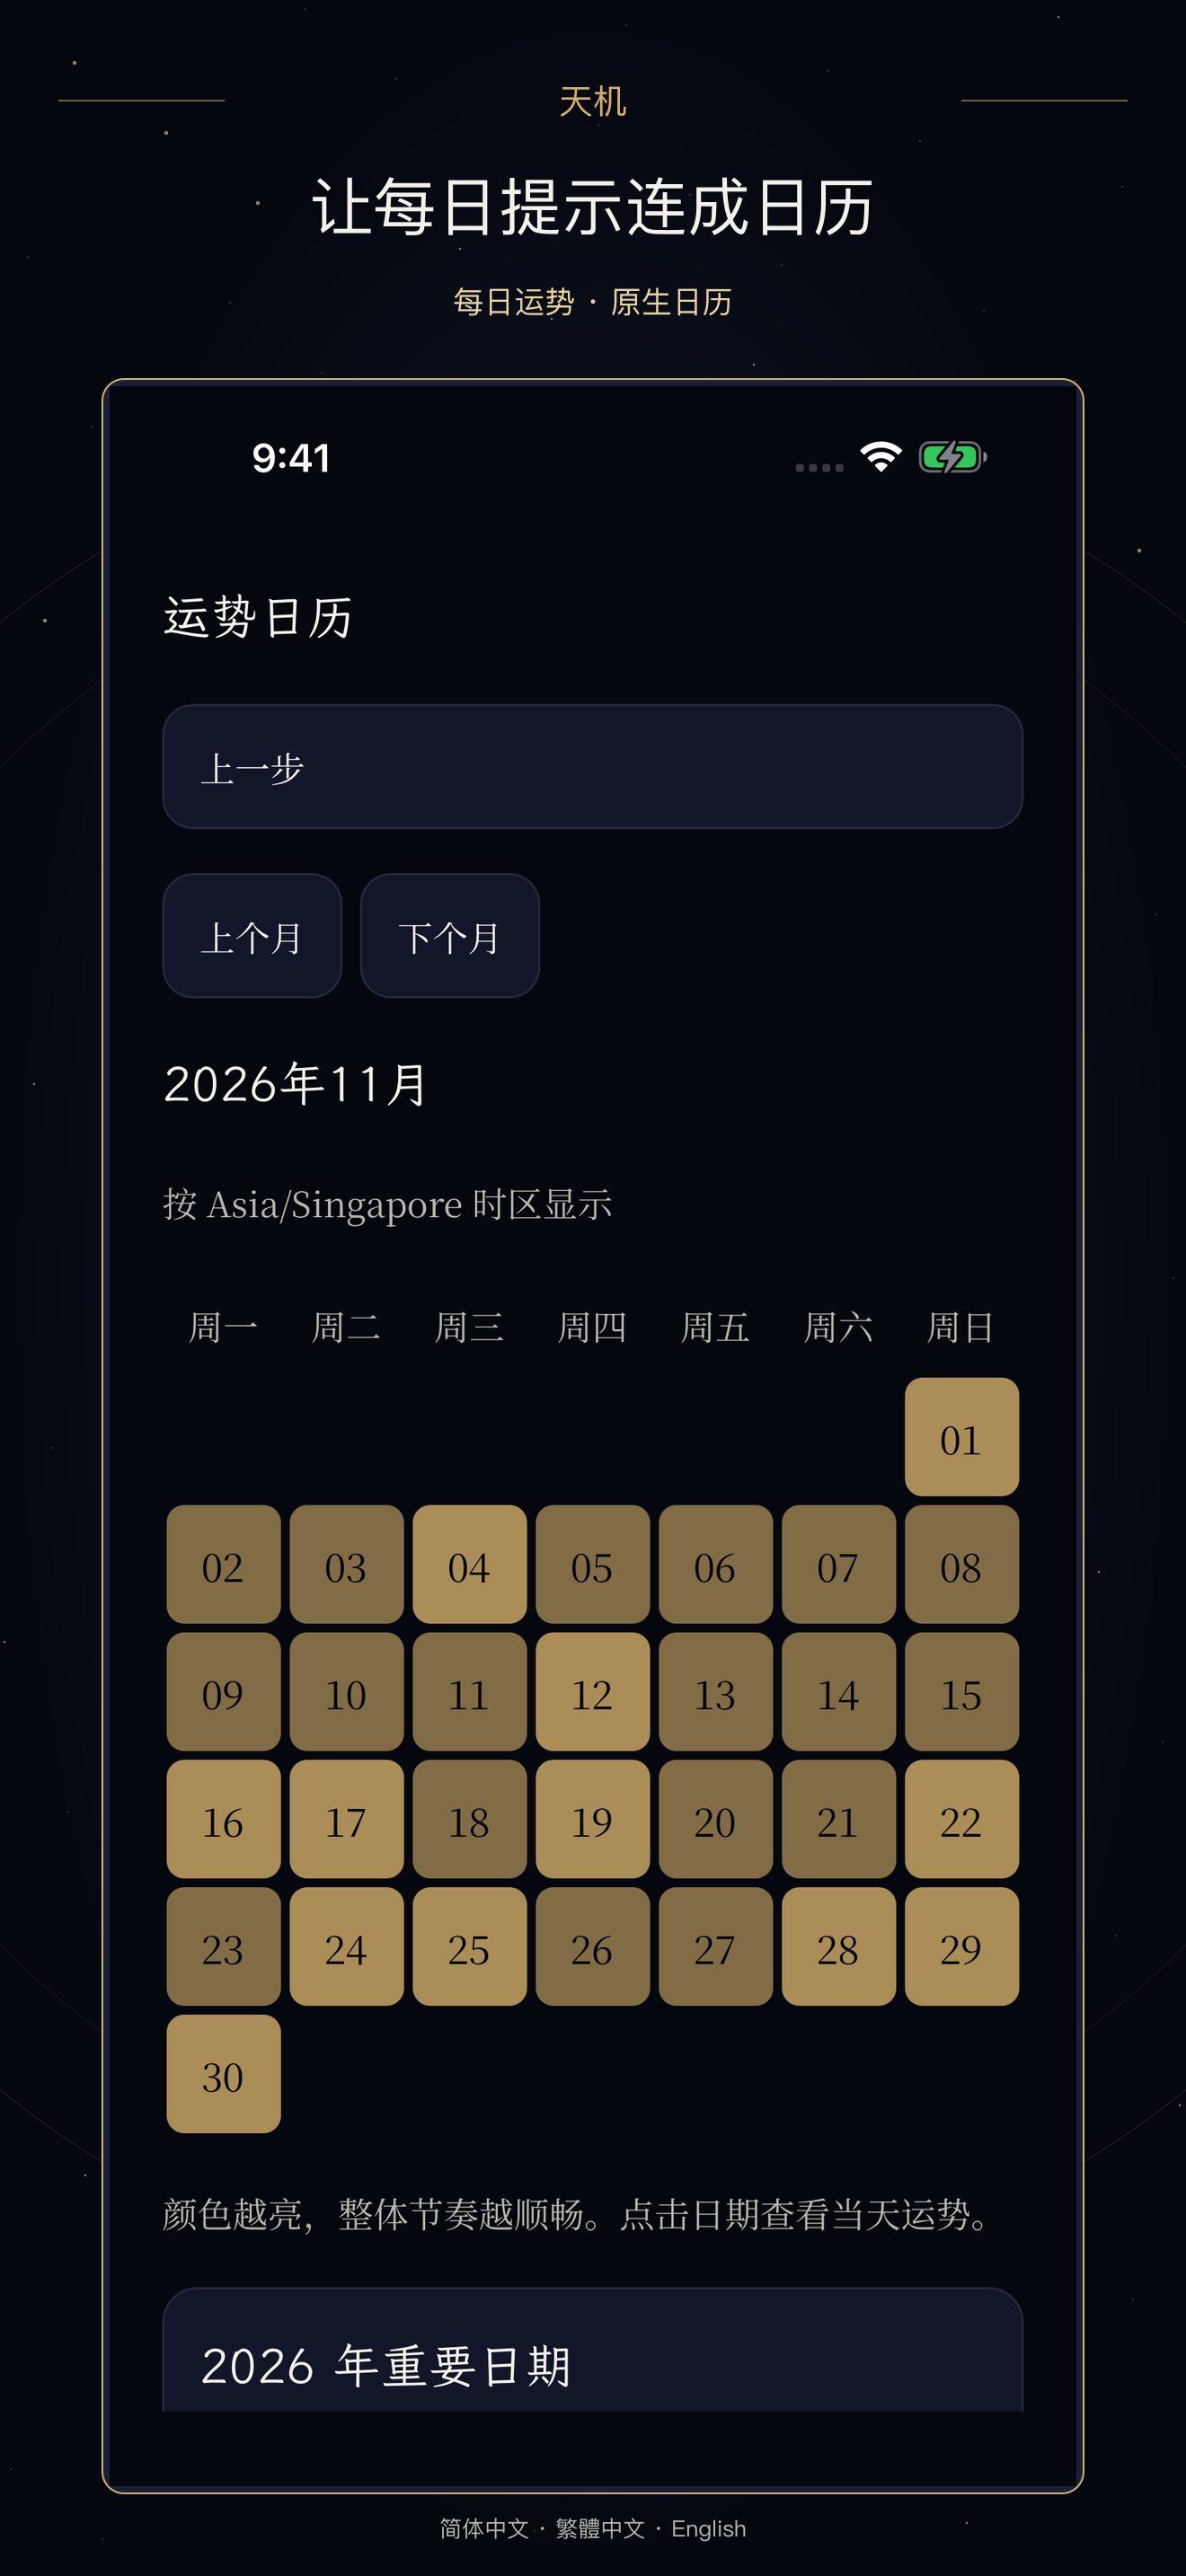 天机
让每日提示连成日历
每日运势 · 原生日历
9:41
运势日历
上一步
上个月 下个月
2026年11月
按 Asia/Singapore 时区显示
周一 周二 周三 周四 周五 周六 周日
01
02 03 04 05 06 07 08
09 10 11 12 13 14 15
16 17 18 19 20 21 22
23 24 25 26 27 28 29
30
颜色越亮，整体节奏越顺畅。点击日期查看当天运势。
2026 年重要日期
简体中文 · 繁體中文 · English